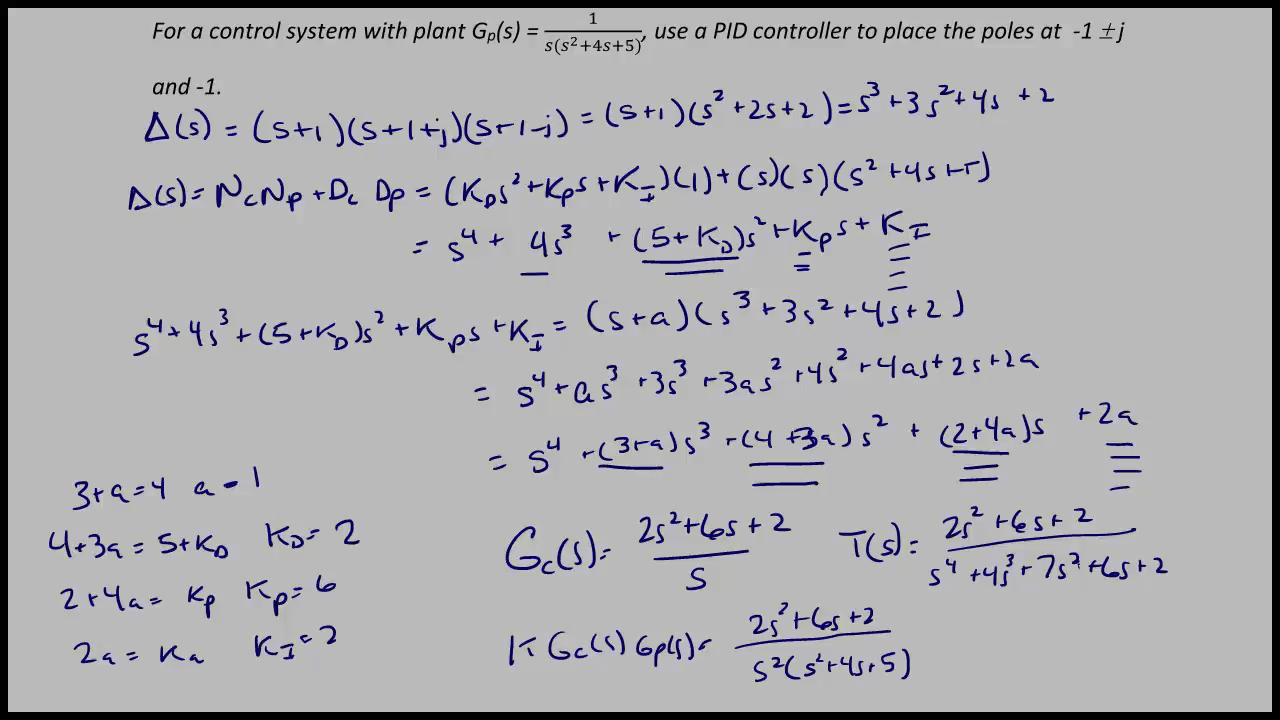 For a control system with plant Gₚ(s) = 1/(s(s²+4s+5)), use a PID controller to place the poles at -1 ±j
and -1.
Δ(s) = (s+1)(s+1+j)(s+1-j) = (s+1)(s²+2s+2) = s³+3s²+4s+2
Δ(s) = NcNp + Dc Dp = (Kps²+Kps+KI)(1)+(s)(s)(s²+4s+5)
= s⁴ + 4s³ + (5+KD)s²+Kps+KI
s⁴+4s³+(5+KD)s²+Kps+KI = (s+a)(s³+3s²+4s+2)
= s⁴+as³+3s³+3as²+4s²+4as+2s+2a
= s⁴+(3+a)s³+(4+3a)s²+(2+4a)s+2a
3+a=4 a=1
4+3a=5+KD KD=2
2+4a=Kp Kp=6
2a=Ka KI=2
Gc(s)= (2s²+6s+2)/s
T(s)= (2s²+6s+2)/(s⁴+4s³+7s²+6s+2)
KGc(s)Gp(s)= (2s²+6s+2)/(s²(s²+4s+5))